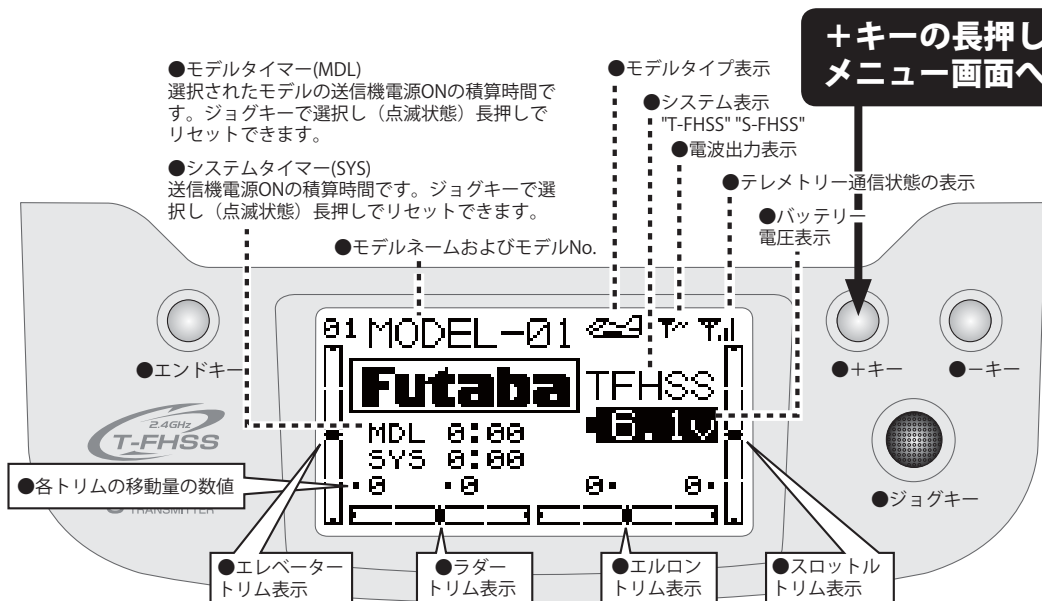 ＋キーの長押し
メニュー画面へ
●モデルタイマー(MDL)
選択されたモデルの送信機電源ONの積算時間で
す。ジョグキーで選択し（点滅状態）長押しで
リセットできます。
●システムタイマー(SYS)
送信機電源ONの積算時間です。ジョグキーで選
択し（点滅状態）長押しでリセットできます。
●モデルネームおよびモデルNo.
●モデルタイプ表示
●システム表示
"T-FHSS" "S-FHSS"
●電波出力表示
●テレメトリー通信状態の表示
●バッテリー
電圧表示
●エンドキー
01 MODEL-01
Futaba
TFHSS
6.1v
MDL 0:00
SYS 0:00
0 0 0 0
●＋キー
●－キー
●ジョグキー
2.4GHz
T-FHSS
TRANSMITTER
●各トリムの移動量の数値
●エレベーター
トリム表示
●ラダー
トリム表示
●エルロン
トリム表示
●スロットル
トリム表示